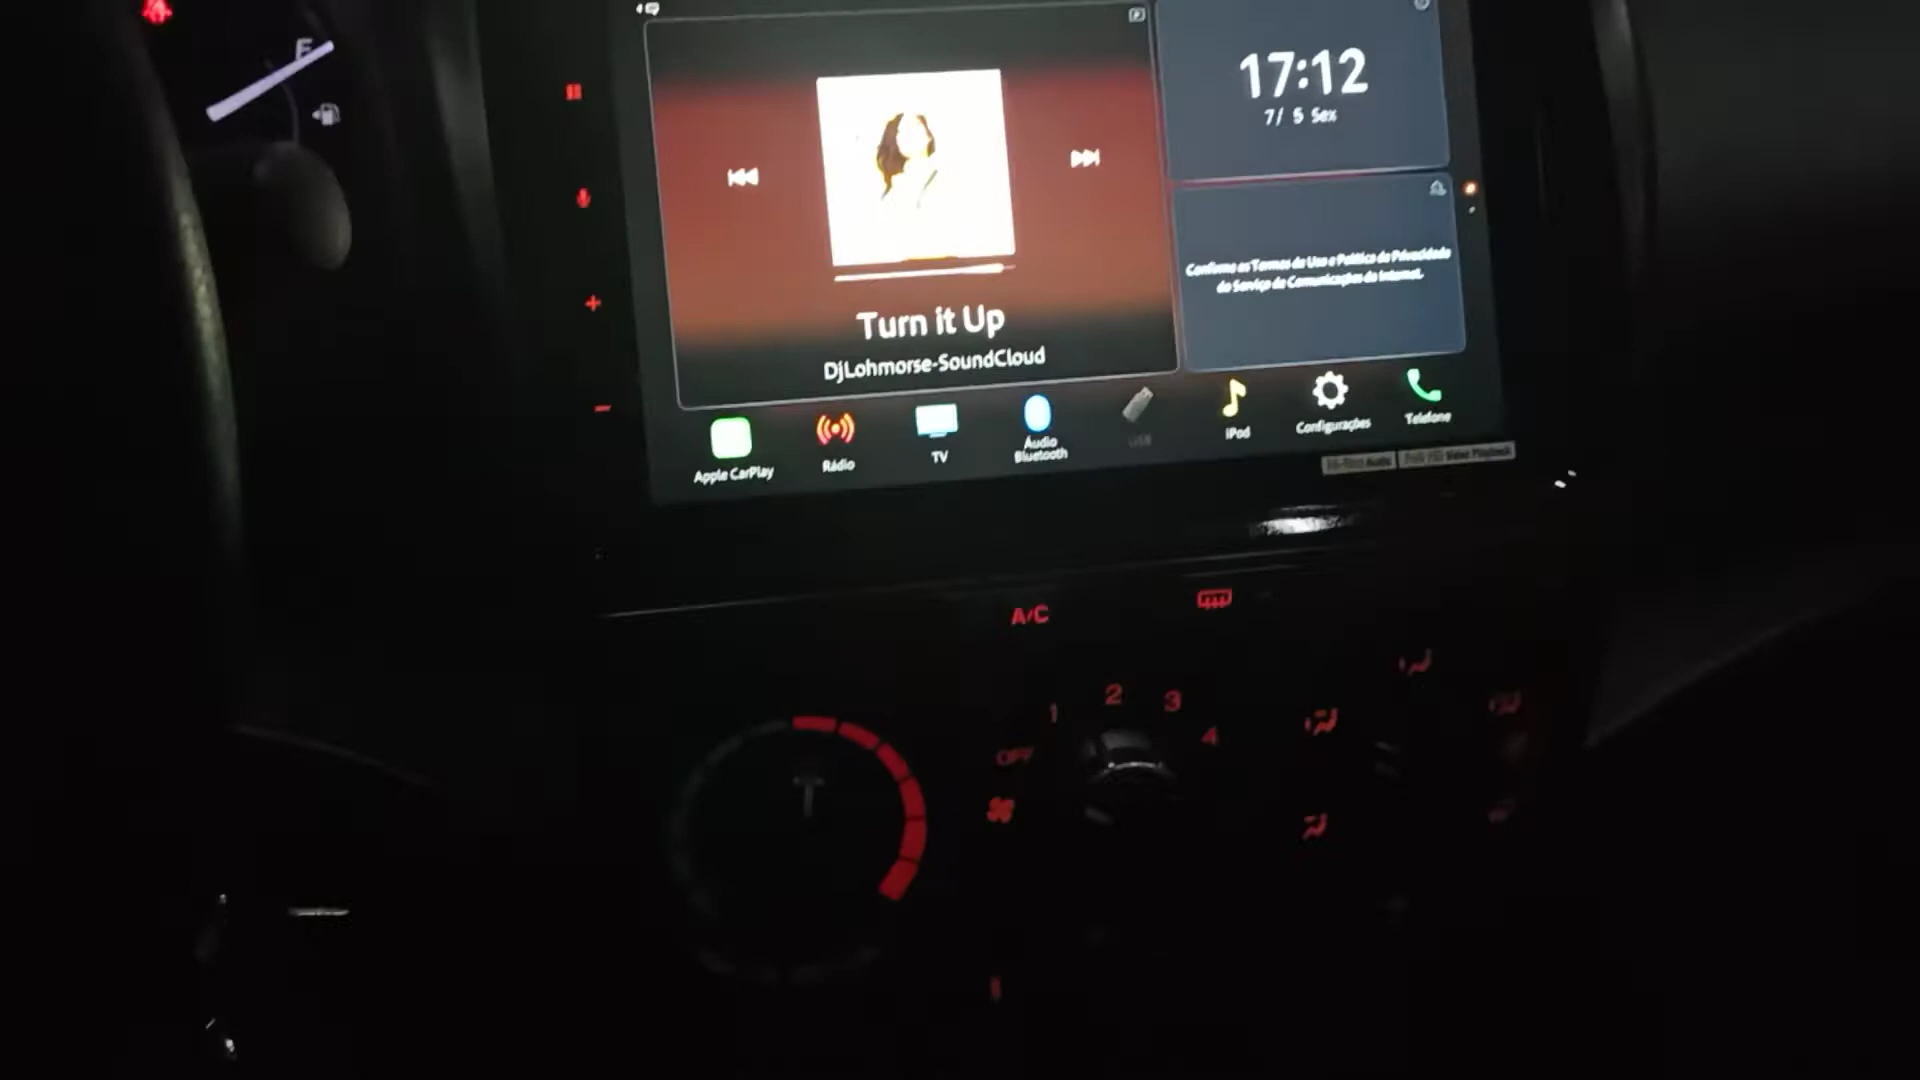 F
17:12
7/ 5 Sex
Confirme os Termos de Uso e Política de Privacidade
do Serviço de Comunicações da Internet.
Turn it Up
DjLohmorse-SoundCloud
Apple CarPlay
Rádio
TV
Áudio
Bluetooth
USB
iPod
Configurações
Telefone
A/C
1
2
3
4
OFF